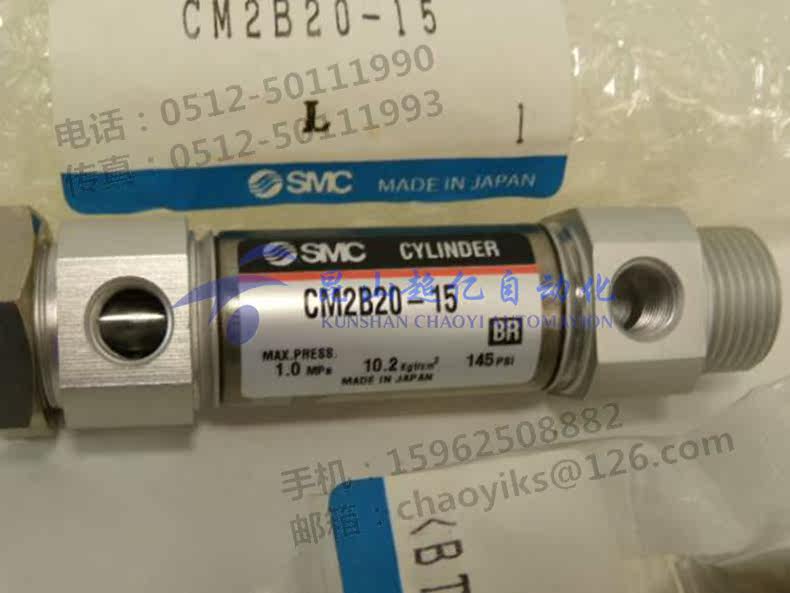 CM2B20-15
电话：0512-50111990
传真：0512-50111993
L
1
SMC MADE IN JAPAN
SMC CYLINDER
昆山超亿自动化
CM2B20-15
KUNSHAN CHAOYI AUTOMATION
BR
MAX.PRESS.
1.0 MPa 10.2 Kgf/cm² 145 PSI
MADE IN JAPAN
手机：15962508882
邮箱：chaoyiks@126.com
<BT